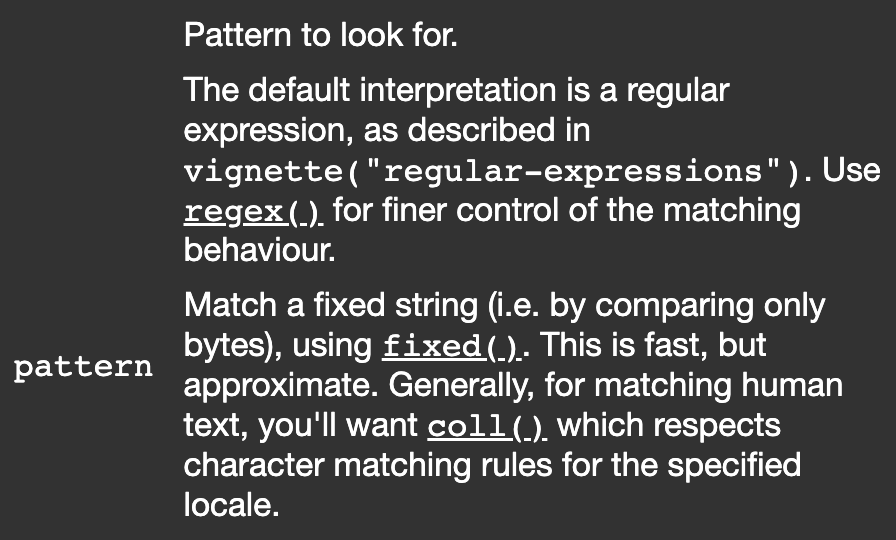 Pattern to look for.
The default interpretation is a regular
expression, as described in
vignette("regular-expressions"). Use
regex() for finer control of the matching
behaviour.
Match a fixed string (i.e. by comparing only
bytes), using fixed(). This is fast, but
pattern
approximate. Generally, for matching human
text, you'll want coll() which respects
character matching rules for the specified
locale.